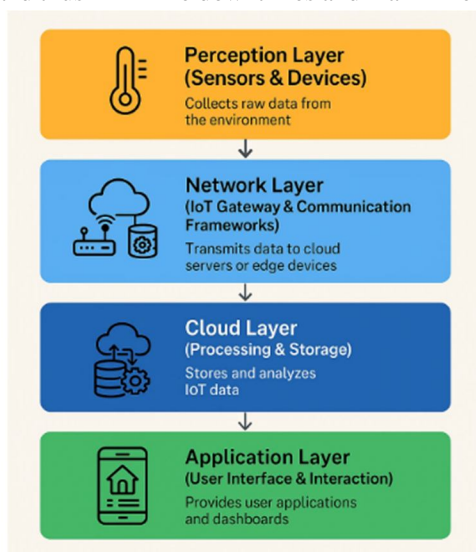 Perception Layer
(Sensors & Devices)
Collects raw data from
the environment
Network Layer
(IoT Gateway & Communication
Frameworks)
Transmits data to cloud
servers or edge devices
Cloud Layer
(Processing & Storage)
Stores and analyzes
IoT data
Application Layer
(User Interface & Interaction)
Provides user applications
and dashboards